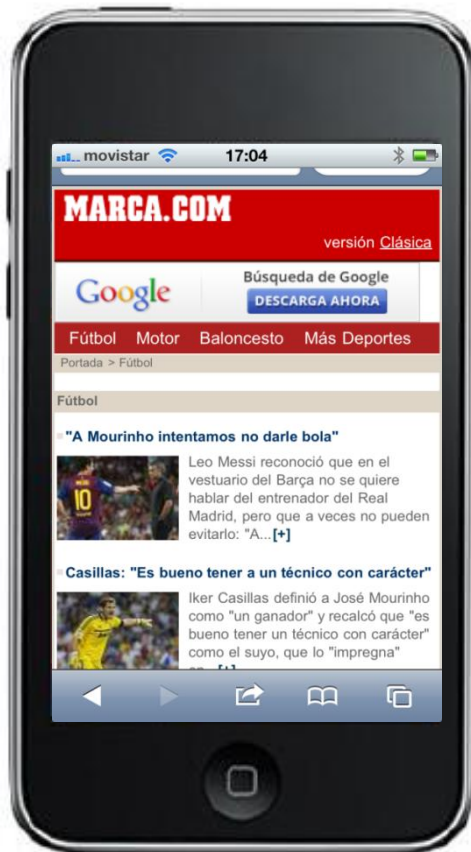 movistar 17:04
MARCA.COM
versión Clásica
Google
Búsqueda de Google
DESCARGA AHORA
Fútbol Motor Baloncesto Más Deportes
Portada > Fútbol
Fútbol
"A Mourinho intentamos no darle bola"
10
Leo Messi reconoció que en el
vestuario del Barça no se quiere
hablar del entrenador del Real
Madrid, pero que a veces no pueden
evitarlo: "A...[+]
Casillas: "Es bueno tener a un técnico con carácter"
Iker Casillas definió a José Mourinho
como "un ganador" y recalcó que "es
bueno tener un técnico con carácter"
como el suyo, que lo "impregna"